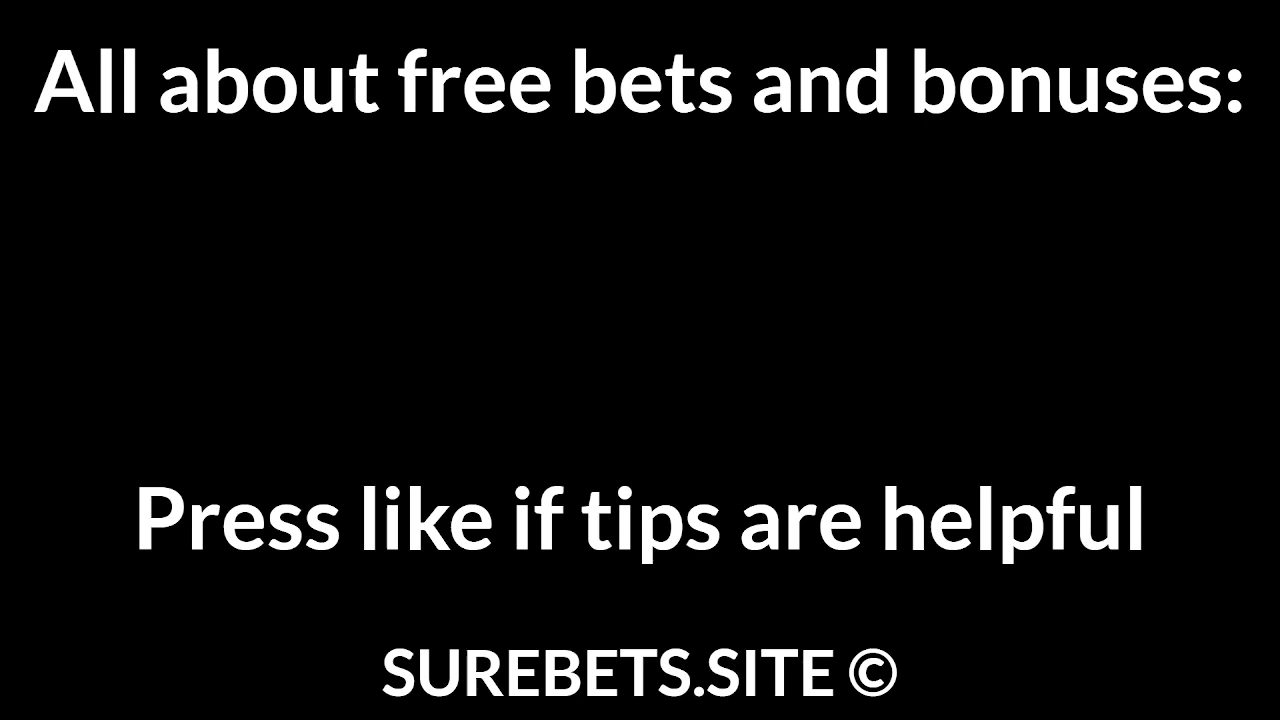 All about free bets and bonuses:
Press like if tips are helpful
SUREBETS.SITE ©